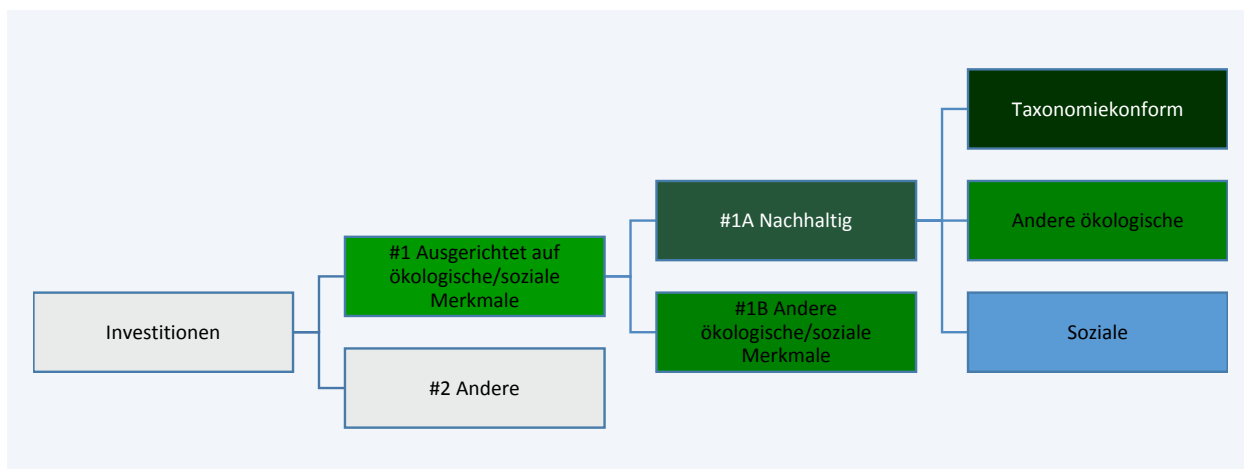 Investitionen
#1 Ausgerichtet auf
ökologische/soziale
Merkmale
#2 Andere
#1A Nachhaltig
#1B Andere
ökologische/soziale
Merkmale
Taxonomiekonform
Andere ökologische
Soziale